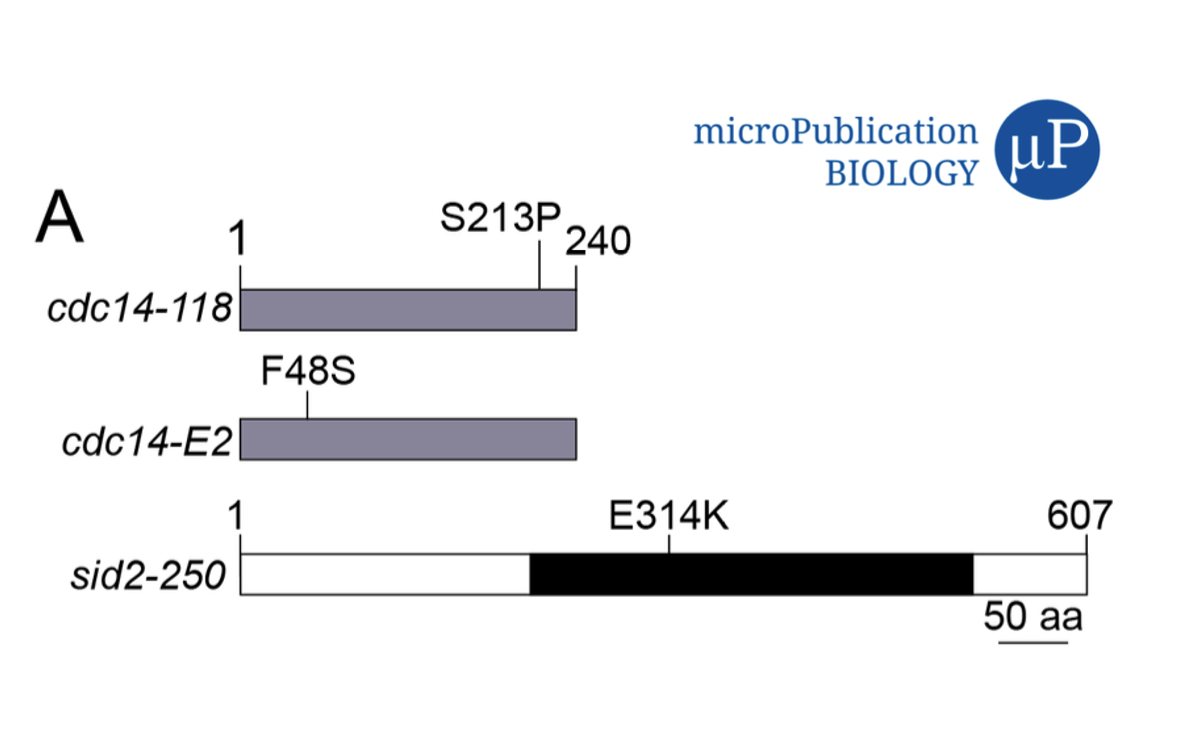 microPublication
BIOLOGY
µP
A
S213P
1
240
cdc14-118
F48S
cdc14-E2
1
E314K
607
sid2-250
50 aa